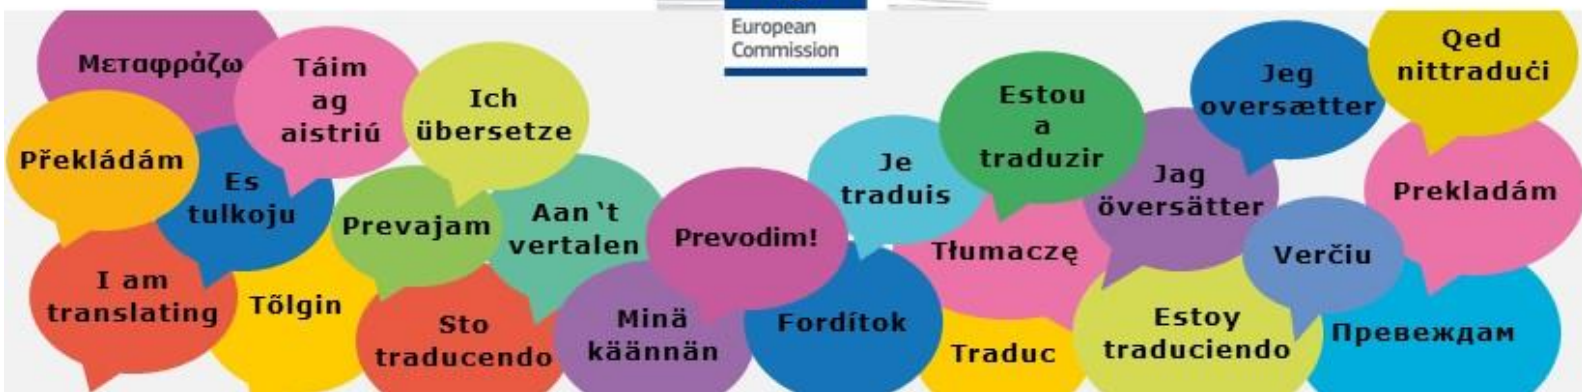 European
Commission
Μεταφράζω
Táim
ag
aistriú
Ich
übersetze
Estou
a
traduzir
Jeg
oversætter
Qed
nittraduċi
Překládám
Es
tulkoju
Prevajam
Aan ‘t
vertalen
Prevodim!
Je
traduis
Jag
översätter
Prekladám
I am
translating
Tõlgin
Sto
traducendo
Minä
käännän
Fordítok
Tłumaczę
Traduc
Estoy
traduciendo
Verčiu
Превеждам